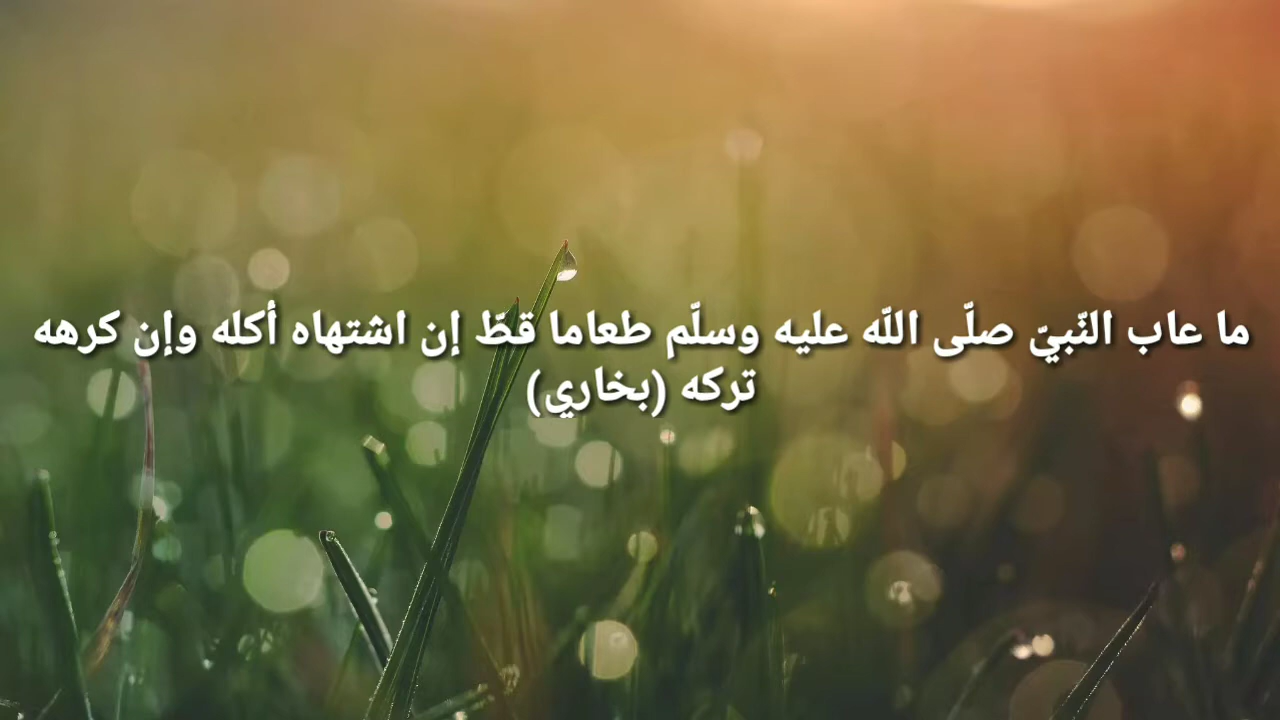 ما عاب النّبيّ صلّى اللّه عليه وسلّم طعاما قطّ إن اشتهاه أكله وإن كرهه
تركه (بخاري)